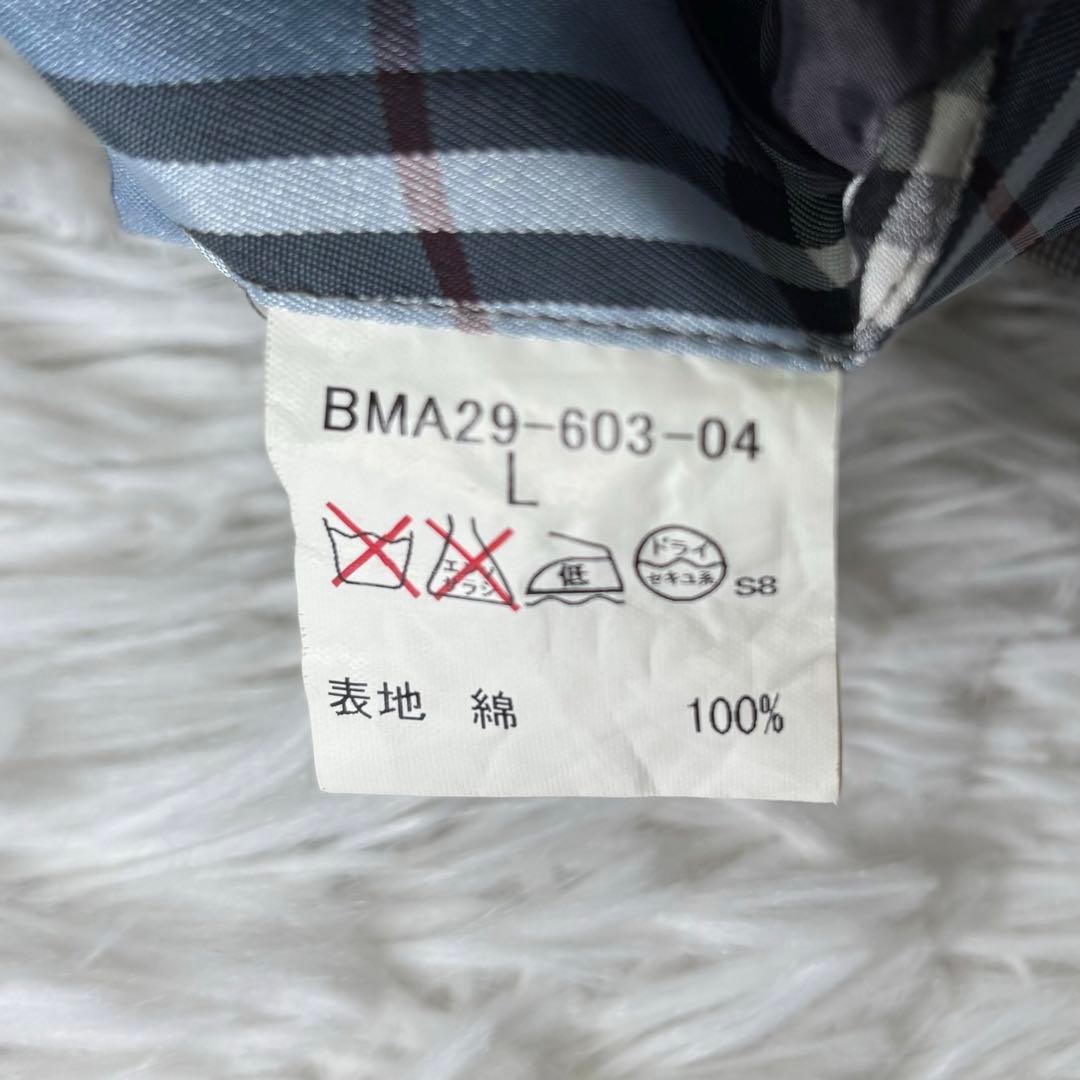 BMA29-603-04
L
エンソ
サラシ
低
ドライ
セキユ系
S8
表地 綿 100%